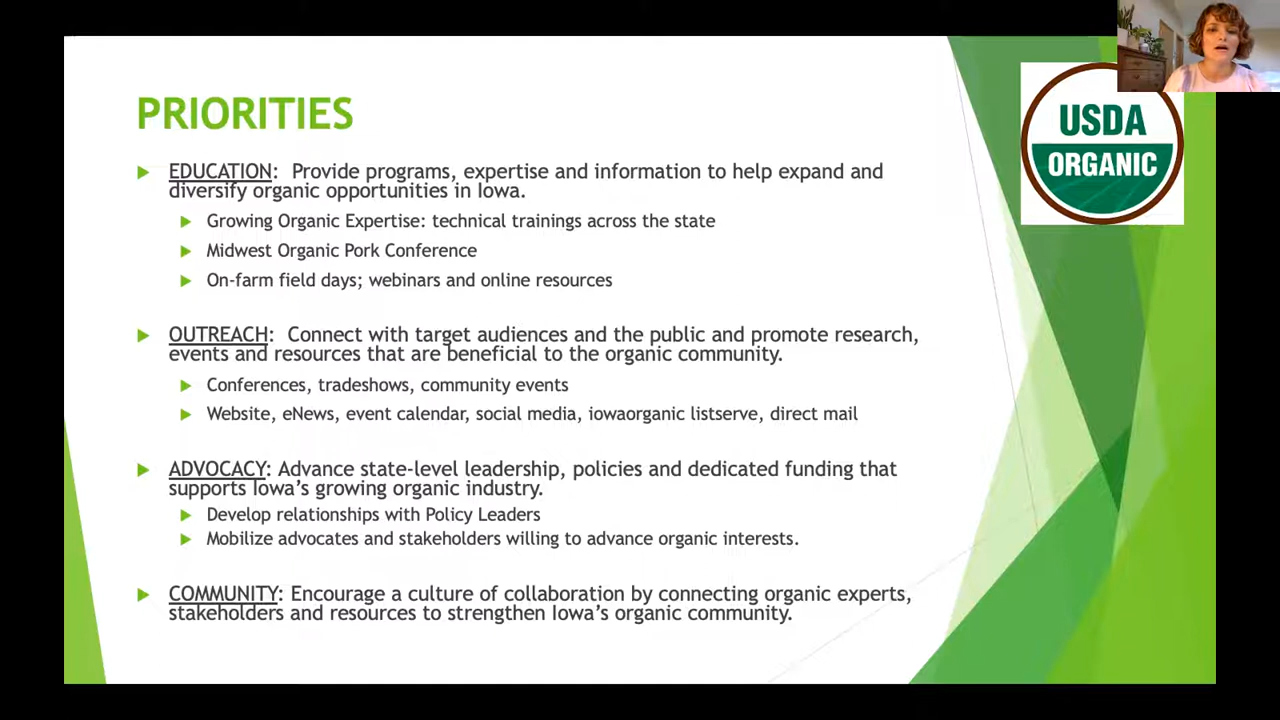 PRIORITIES
EDUCATION: Provide programs, expertise and information to help expand and
diversify organic opportunities in Iowa.
Growing Organic Expertise: technical trainings across the state
Midwest Organic Pork Conference
On-farm field days; webinars and online resources
OUTREACH: Connect with target audiences and the public and promote research,
events and resources that are beneficial to the organic community.
Conferences, tradeshows, community events
Website, eNews, event calendar, social media, iowaorganic listserve, direct mail
ADVOCACY: Advance state-level leadership, policies and dedicated funding that
supports Iowa's growing organic industry.
Develop relationships with Policy Leaders
Mobilize advocates and stakeholders willing to advance organic interests.
COMMUNITY: Encourage a culture of collaboration by connecting organic experts,
stakeholders and resources to strengthen Iowa's organic community.
USDA
ORGANIC